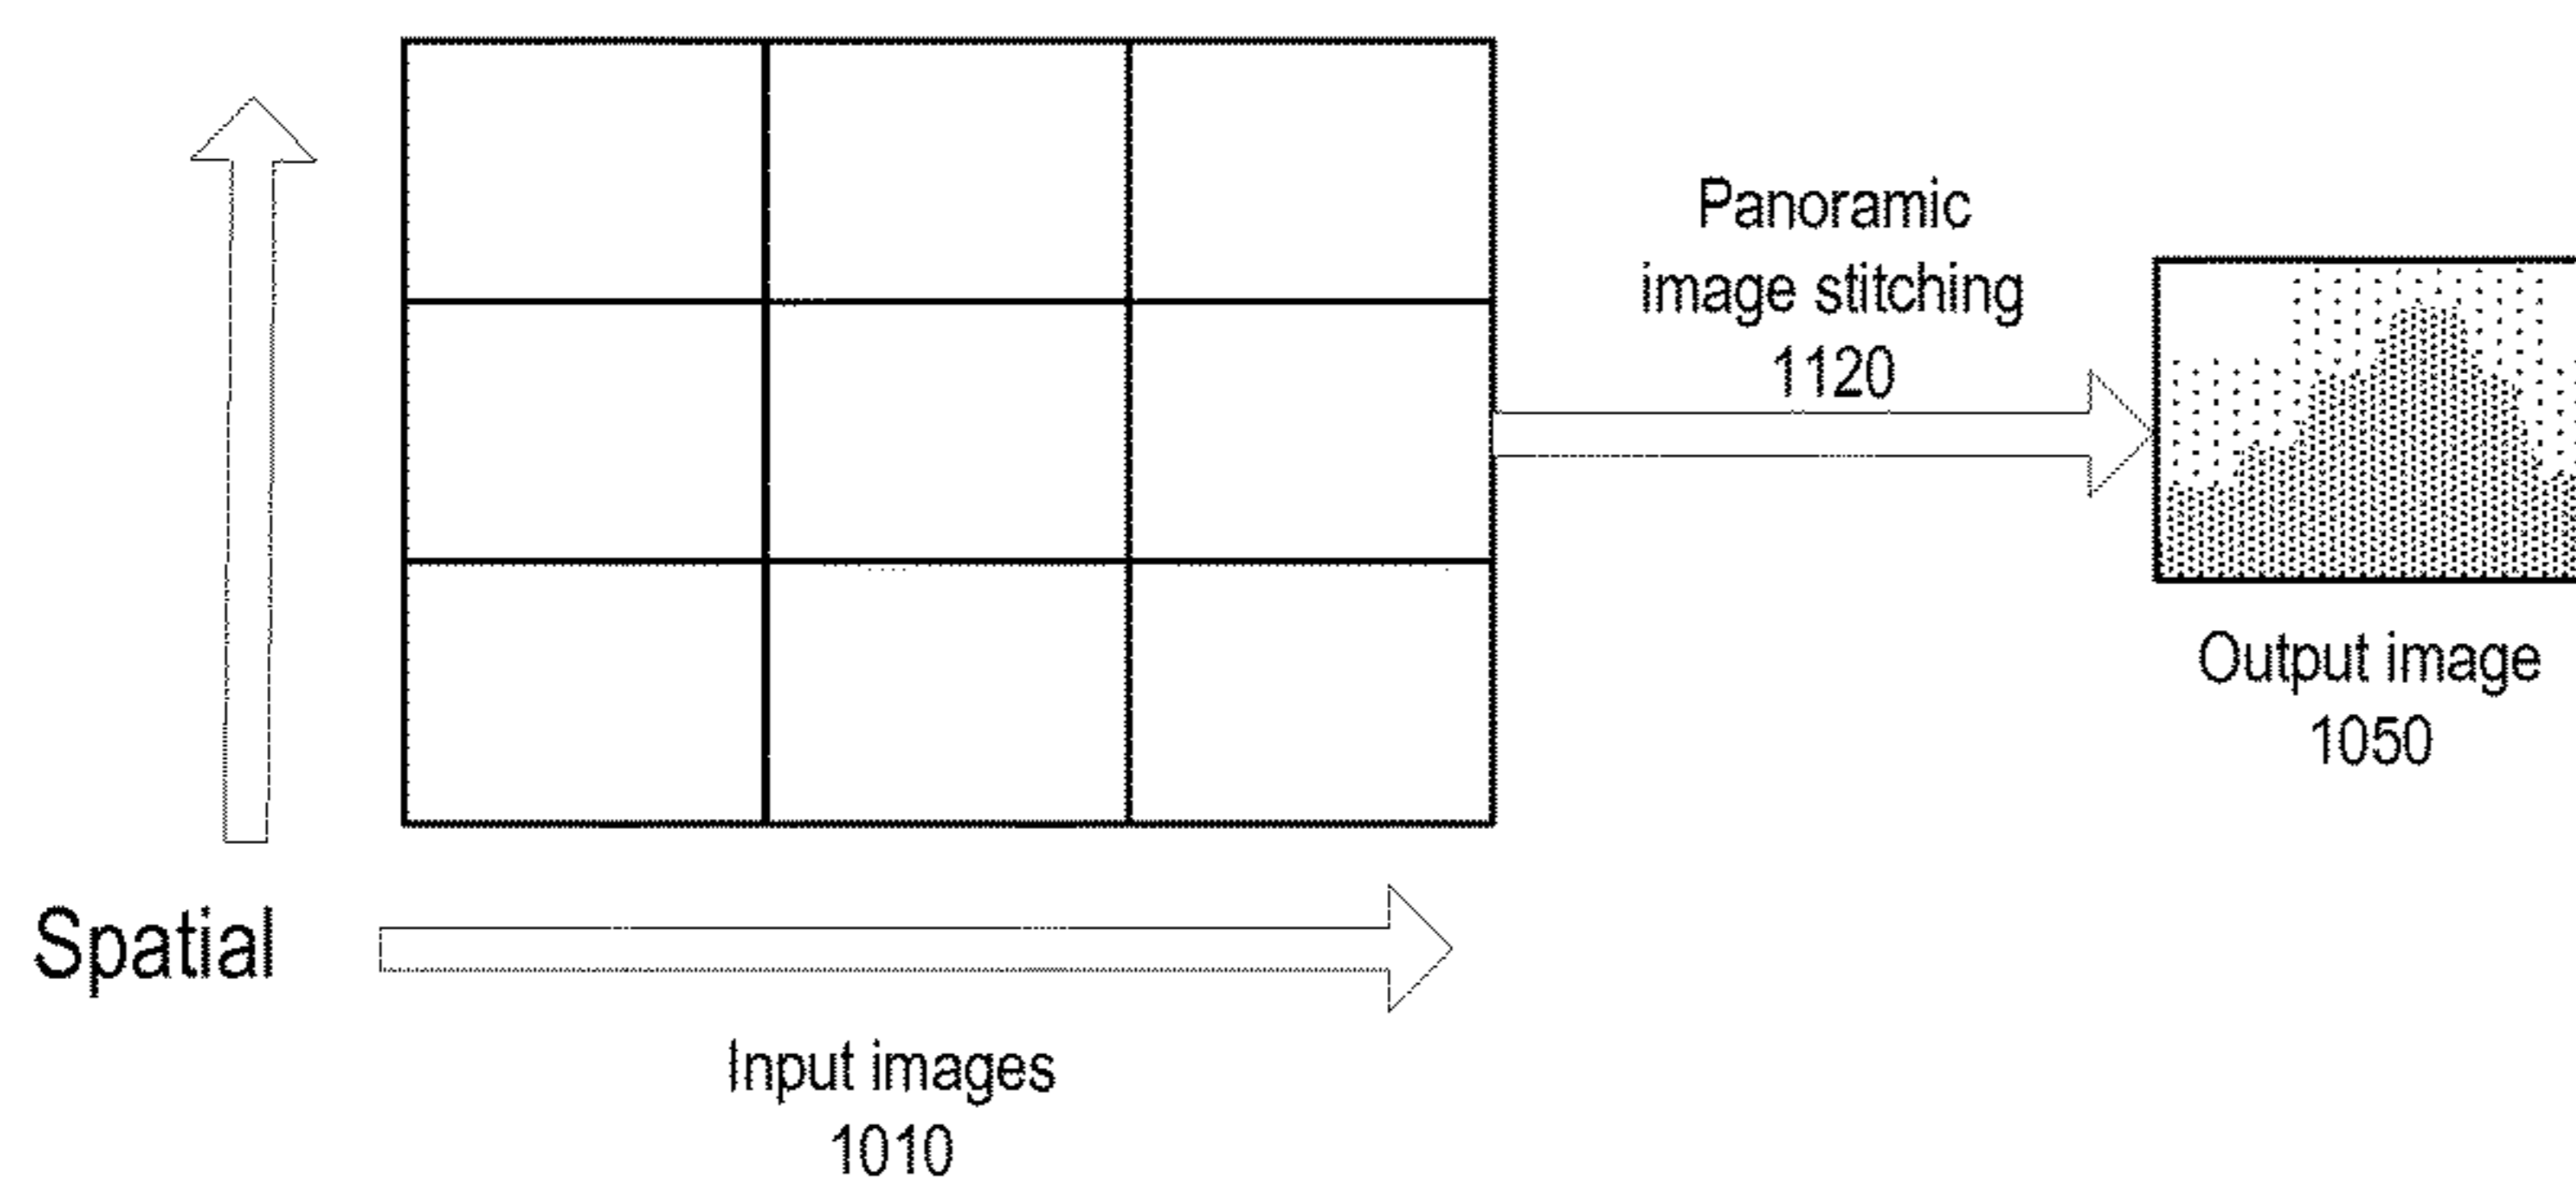 Panoramic
image stitching
1120
Output image
1050
Spatial
Input images
1010